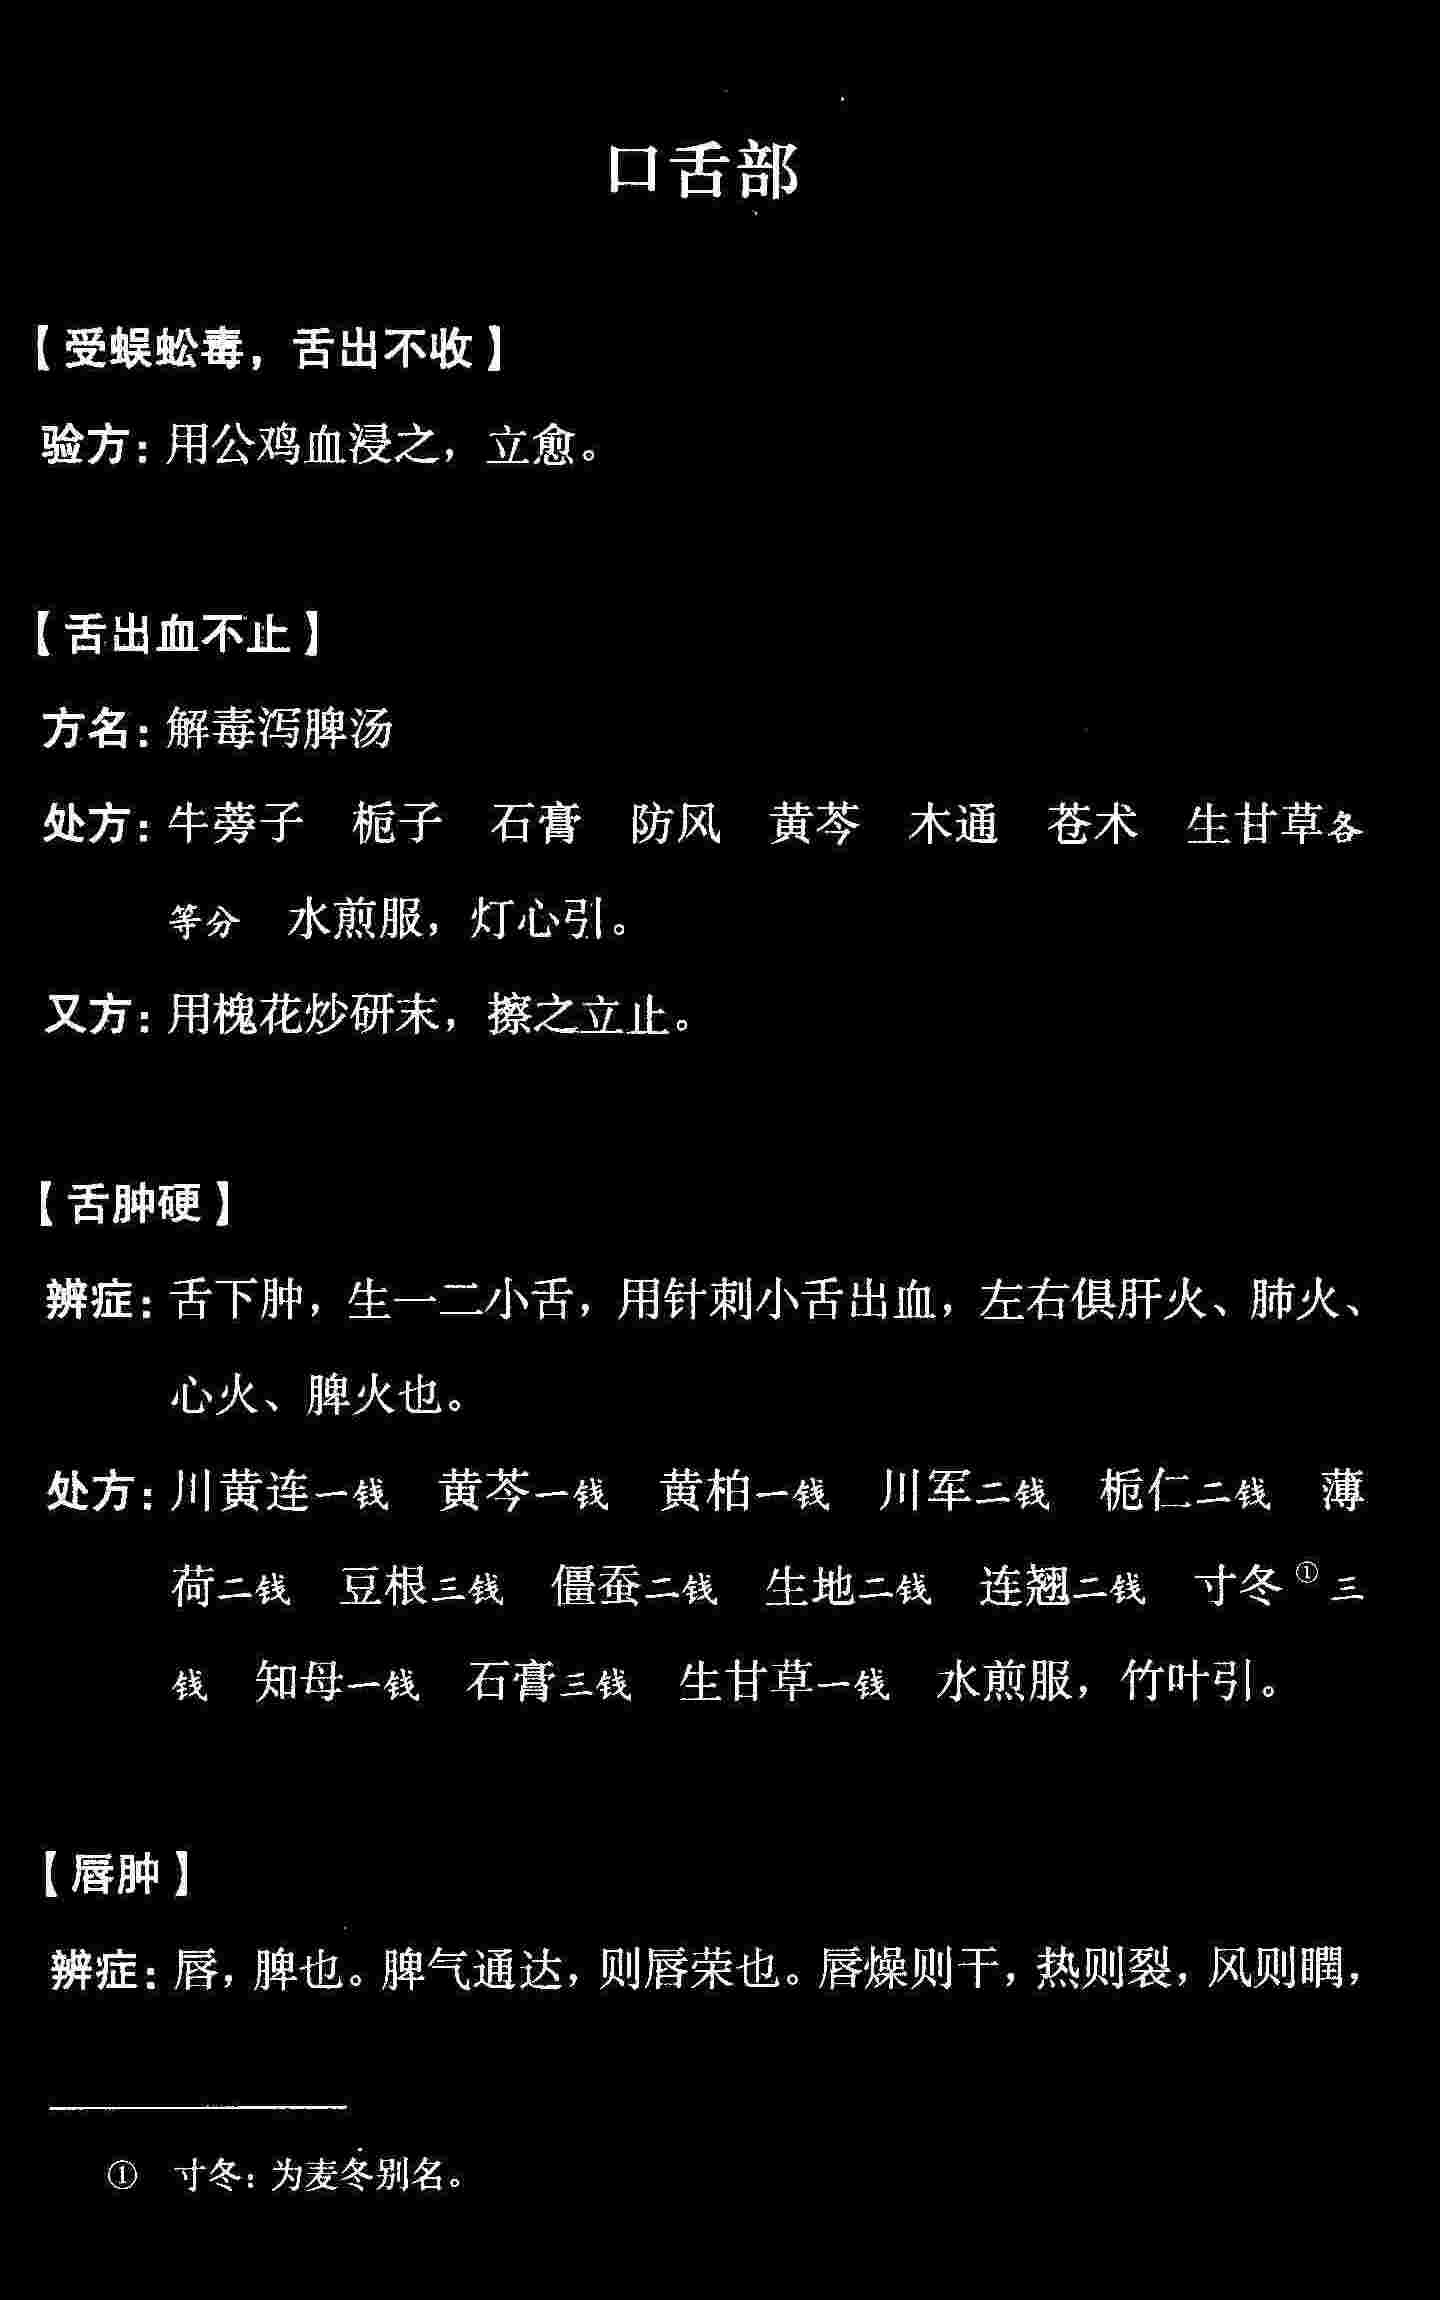 口舌部
【受蜈蚣毒，舌出不收】
验方：用公鸡血浸之，立愈。
【舌出血不止】
方名：解毒泻脾汤
处方：牛蒡子 栀子 石膏 防风 黄芩 木通 苍术 生甘草各
等分 水煎服，灯心引。
又方：用槐花炒研末，擦之立止。
【舌肿硬】
辨症：舌下肿，生一二小舌，用针刺小舌出血，左右俱肝火、肺火、
心火、脾火也。
处方：川黄连一钱 黄芩一钱 黄柏一钱 川军二钱 栀仁二钱 薄
荷二钱 豆根三钱 僵蚕二钱 生地二钱 连翘二钱 寸冬①三
钱 知母一钱 石膏三钱 生甘草一钱 水煎服，竹叶引。
【唇肿】
辨症：唇，脾也。脾气通达，则唇荣也。唇燥则干，热则裂，风则瞤，
① 寸冬：为麦冬别名。